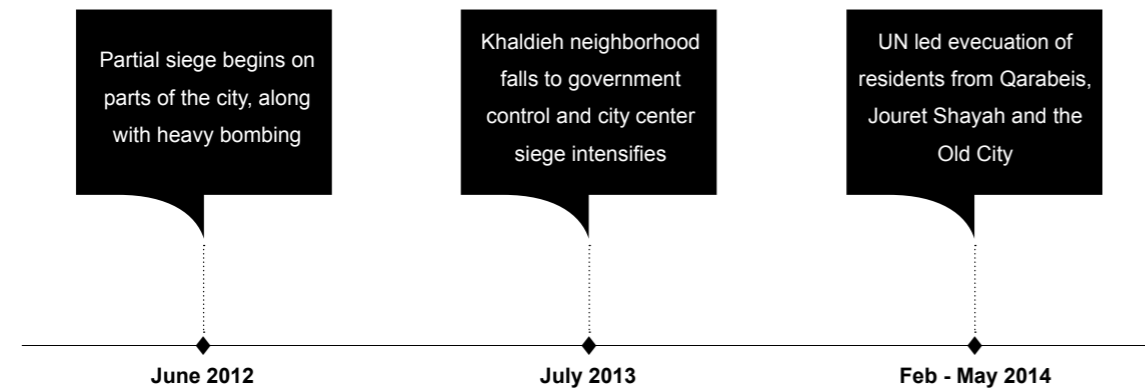 Partial siege begins on
parts of the city, along
with heavy bombing
Khaldieh neighborhood
falls to government
control and city center
siege intensifies
UN led evecuation of
residents from Qarabeis,
Jouret Shayah and the
Old City
June 2012
July 2013
Feb - May 2014